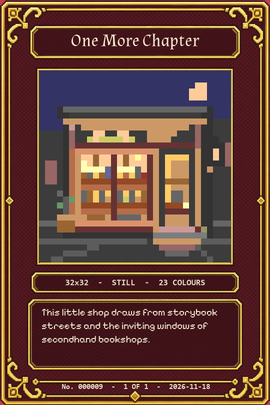 One More Chapter
32x32 - STILL - 23 COLOURS
This little shop draws from storybook
streets and the inviting windows of
secondhand bookshops.
No. 000009 - 1 OF 1 - 2026-11-18